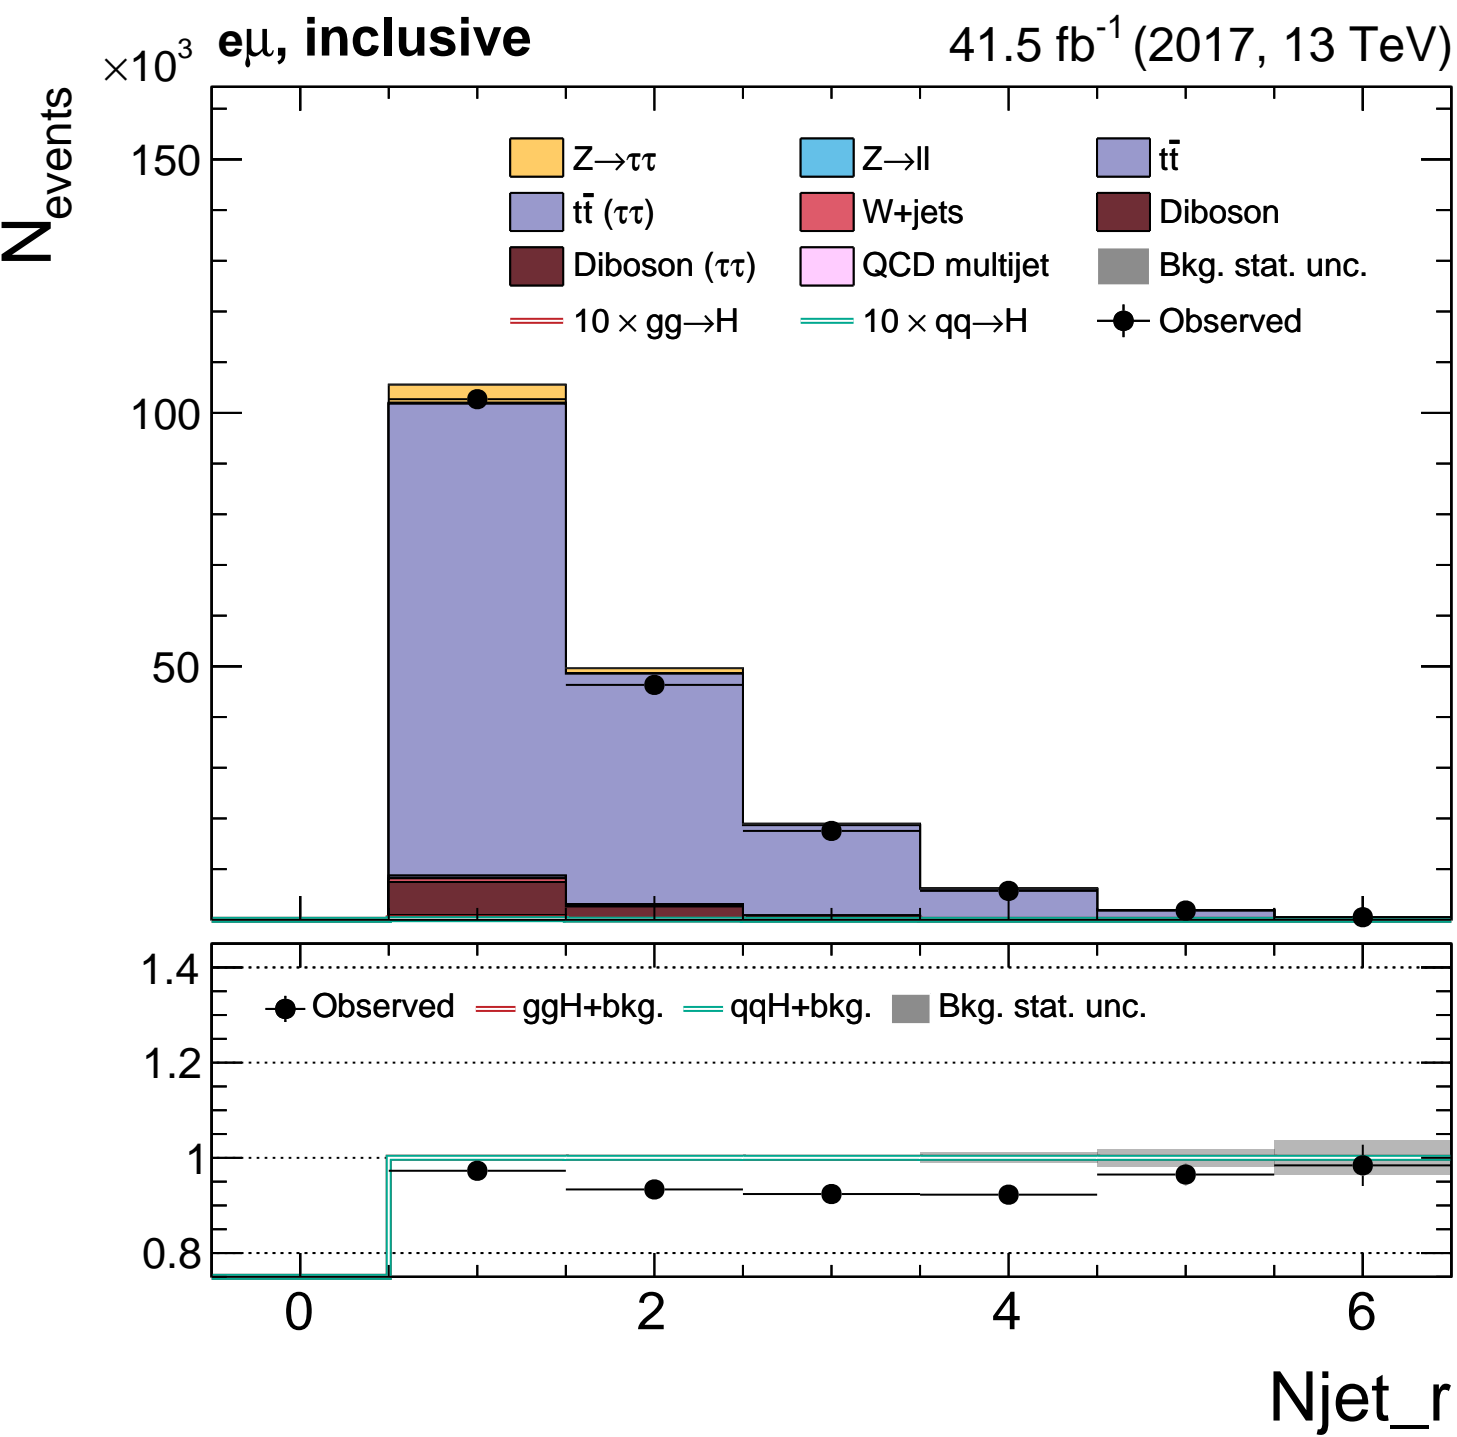 ×10³ eμ, inclusive 41.5 fb⁻¹ (2017, 13 TeV)
N_events
150
100
50
Z→ττ Z→ll tt̄
tt̄ (ττ) W+jets Diboson
Diboson (ττ) QCD multijet Bkg. stat. unc.
10 × gg→H 10 × qq→H Observed
1.4
1.2
1
0.8
Observed ggH+bkg. qqH+bkg. Bkg. stat. unc.
0 2 4 6
Njet_r